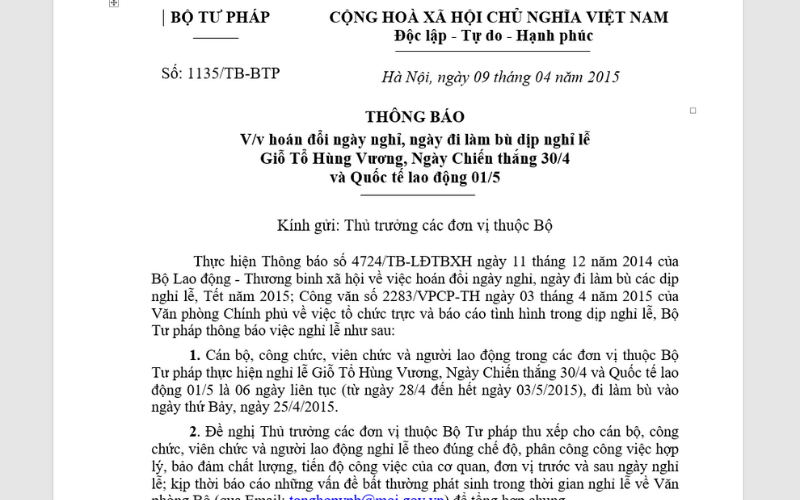 BỘ TƯ PHÁP
CỘNG HOÀ XÃ HỘI CHỦ NGHĨA VIỆT NAM
Độc lập - Tự do - Hạnh phúc
Số: 1135/TB-BTP
Hà Nội, ngày 09 tháng 04 năm 2015
THÔNG BÁO
V/v hoán đổi ngày nghỉ, ngày đi làm bù dịp nghỉ lễ
Giỗ Tổ Hùng Vương, Ngày Chiến thắng 30/4
và Quốc tế lao động 01/5
Kính gửi: Thủ trưởng các đơn vị thuộc Bộ
Thực hiện Thông báo số 4724/TB-LĐTBXH ngày 11 tháng 12 năm 2014 của
Bộ Lao động - Thương binh xã hội về việc hoán đổi ngày nghỉ, ngày đi làm bù các dịp
nghỉ lễ, Tết năm 2015; Công văn số 2283/VPCP-TH ngày 03 tháng 4 năm 2015 của
Văn phòng Chính phủ về việc tổ chức trực và báo cáo tình hình trong dịp nghỉ lễ, Bộ
Tư pháp thông báo việc nghỉ lễ như sau:
1. Cán bộ, công chức, viên chức và người lao động trong các đơn vị thuộc Bộ
Tư pháp thực hiện nghỉ lễ Giỗ Tổ Hùng Vương, Ngày Chiến thắng 30/4 và Quốc tế lao
động 01/5 là 06 ngày liên tục (từ ngày 28/4 đến hết ngày 03/5/2015), đi làm bù vào
ngày thứ Bảy, ngày 25/4/2015.
2. Đề nghị Thủ trưởng các đơn vị thuộc Bộ Tư pháp thu xếp cho cán bộ, công
chức, viên chức và người lao động nghỉ lễ theo đúng chế độ, phân công công việc hợp
lý, bảo đảm chất lượng, tiến độ công việc của cơ quan, đơn vị trước và sau ngày nghỉ
lễ; kịp thời báo cáo những vấn đề bất thường phát sinh trong thời gian nghỉ lễ về Văn
phòng Bộ (qua Email: tonghopvph@moj.gov.vn) để tổng hợp chung.